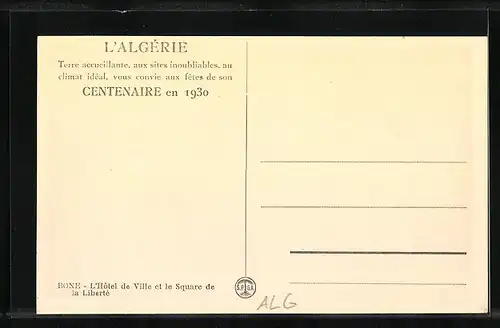 L'ALGÉRIE
Terre accueillante, aux sites inoubliables, au
climat idéal, vous convie aux fêtes de son
CENTENAIRE en 1930
BONE - L'Hôtel de Ville et le Square de
la Liberté
ALG